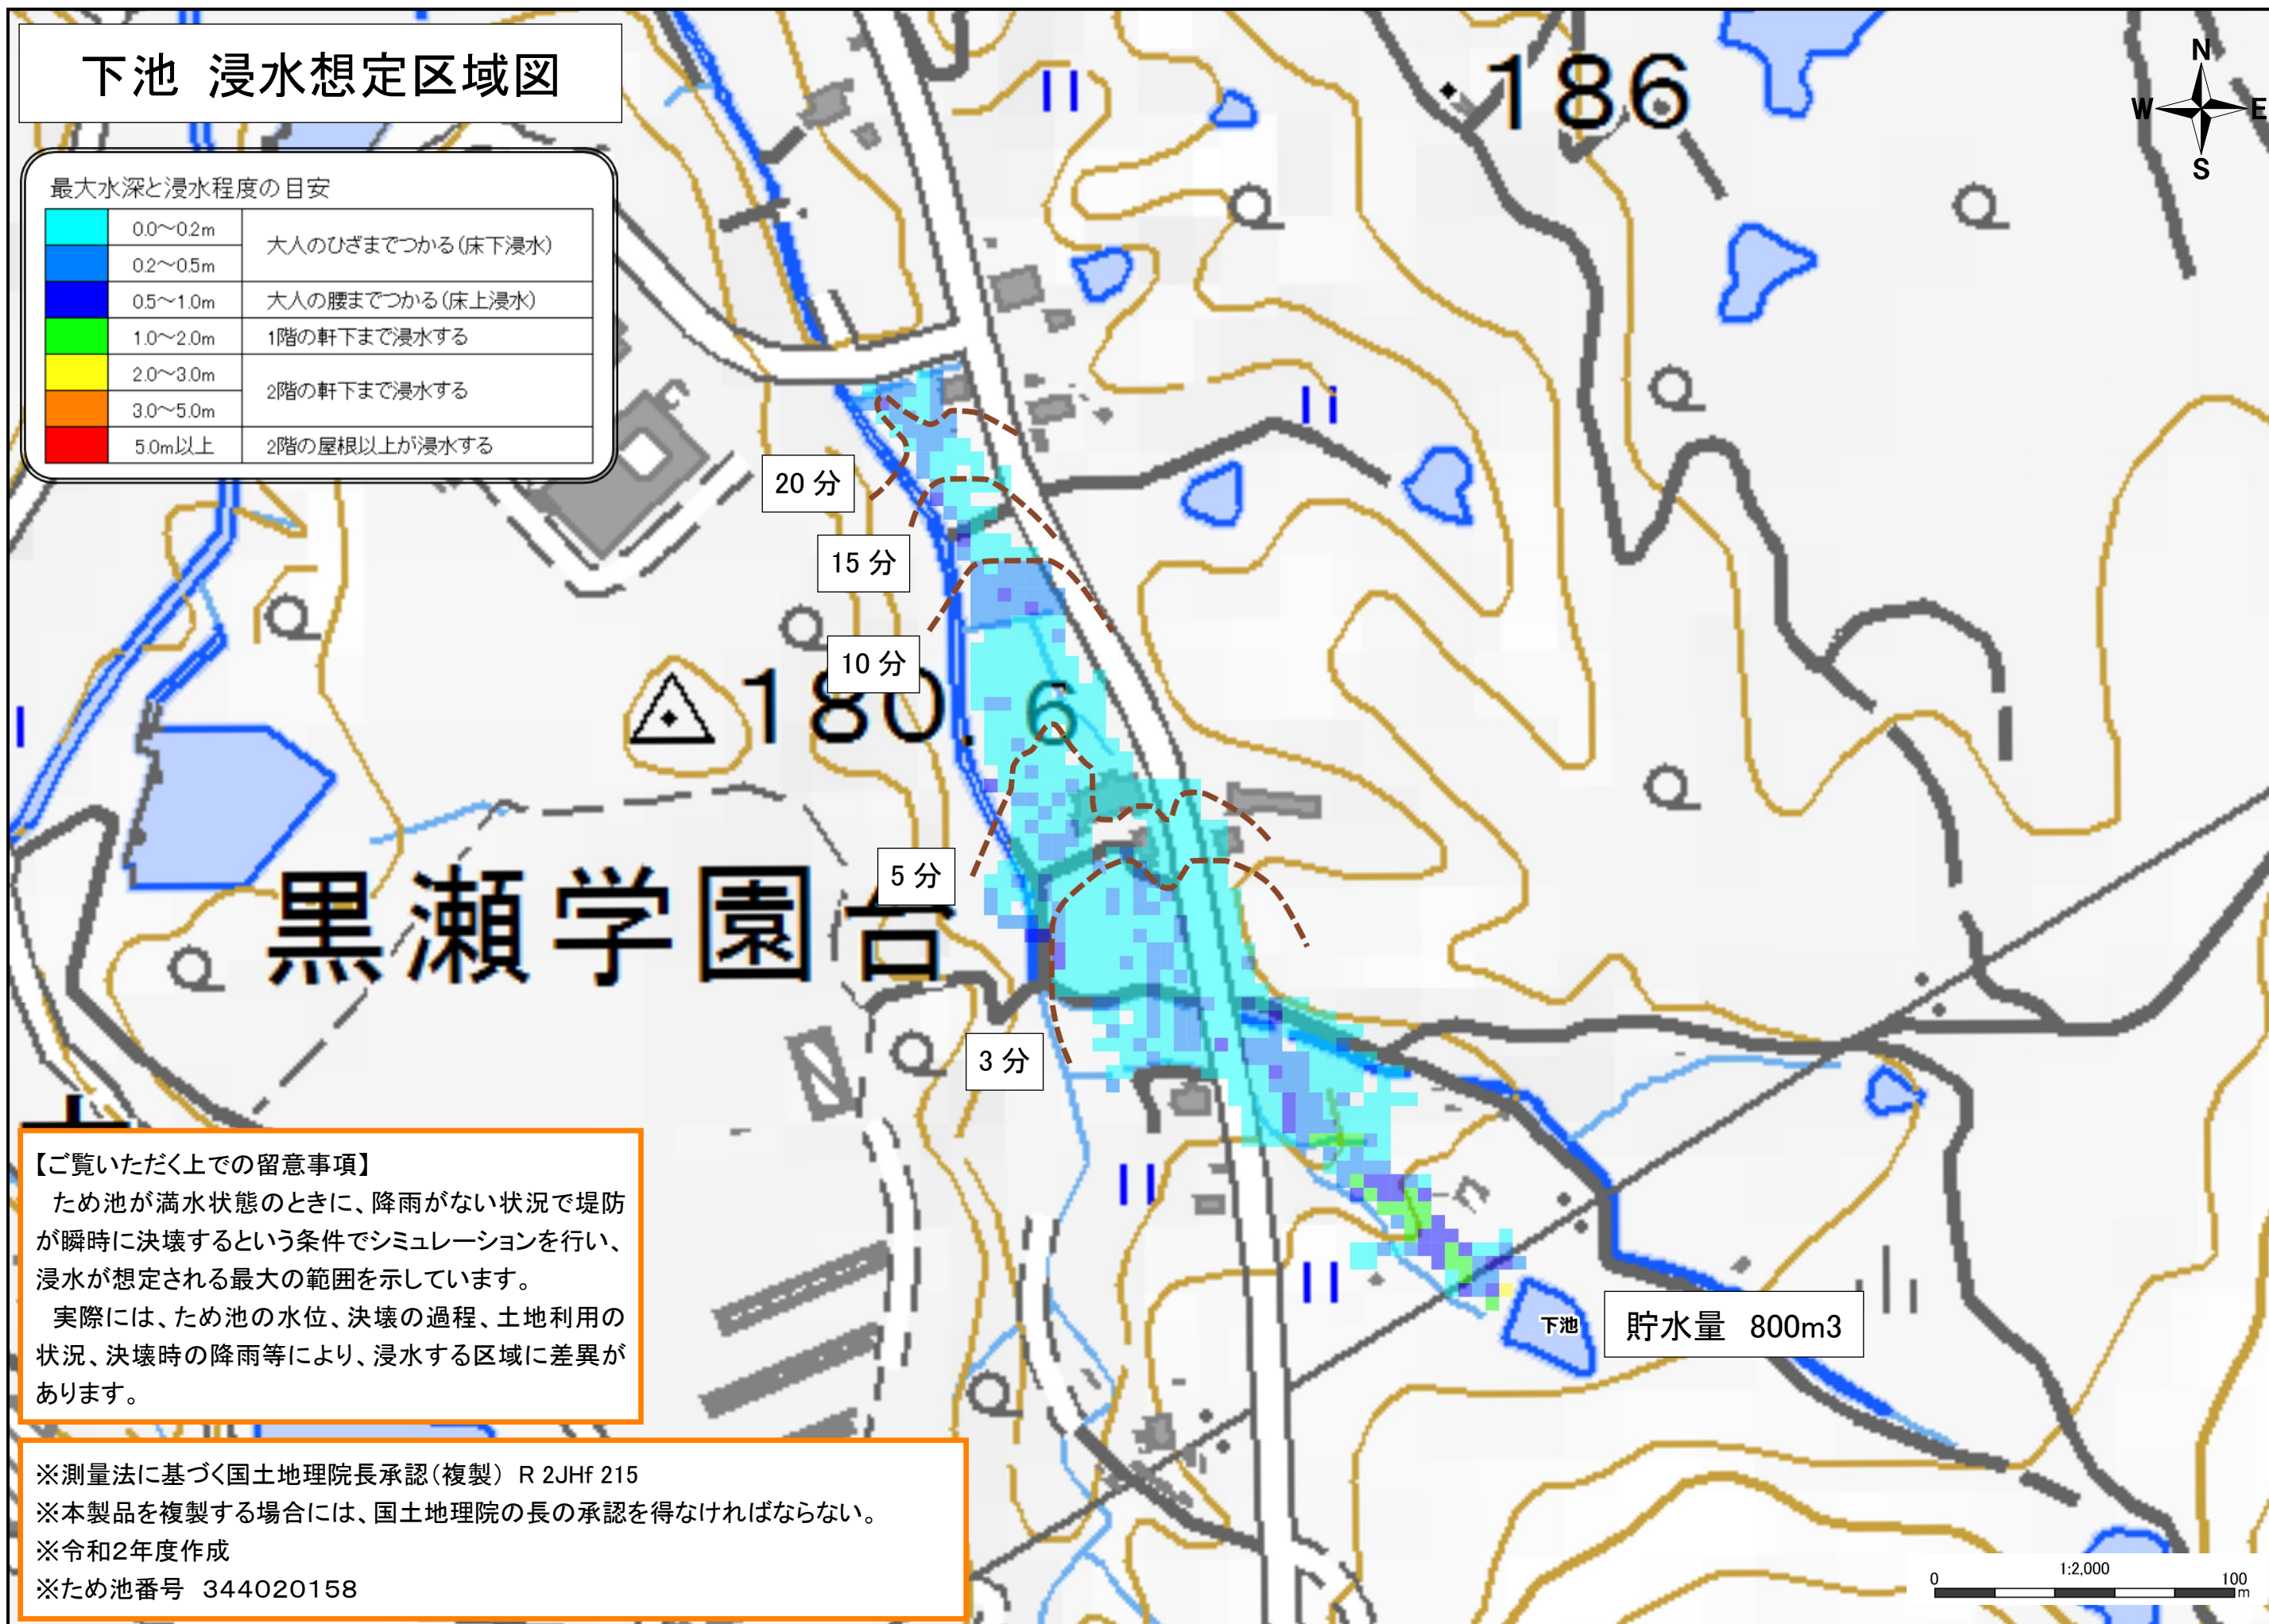 下池 浸水想定区域図
最大水深と浸水程度の目安
0.0～0.2m
大人のひざまでつかる(床下浸水)
0.2～0.5m
0.5～1.0m 大人の腰までつかる(床上浸水)
1.0～2.0m 1階の軒下まで浸水する
2.0～3.0m
2階の軒下まで浸水する
3.0～5.0m
5.0m以上 2階の屋根以上が浸水する
186
N
W E
S
20 分
15 分
10 分
180.6
5 分
黒瀬学園台
3 分
下池
貯水量 800m3
【ご覧いただく上での留意事項】
ため池が満水状態のときに、降雨がない状況で堤防
が瞬時に決壊するという条件でシミュレーションを行い、
浸水が想定される最大の範囲を示しています。
実際には、ため池の水位、決壊の過程、土地利用の
状況、決壊時の降雨等により、浸水する区域に差異が
あります。
※測量法に基づく国土地理院長承認(複製) R 2JHf 215
※本製品を複製する場合には、国土地理院の長の承認を得なければならない。
※令和2年度作成
※ため池番号 344020158
1:2,000
0 100
m